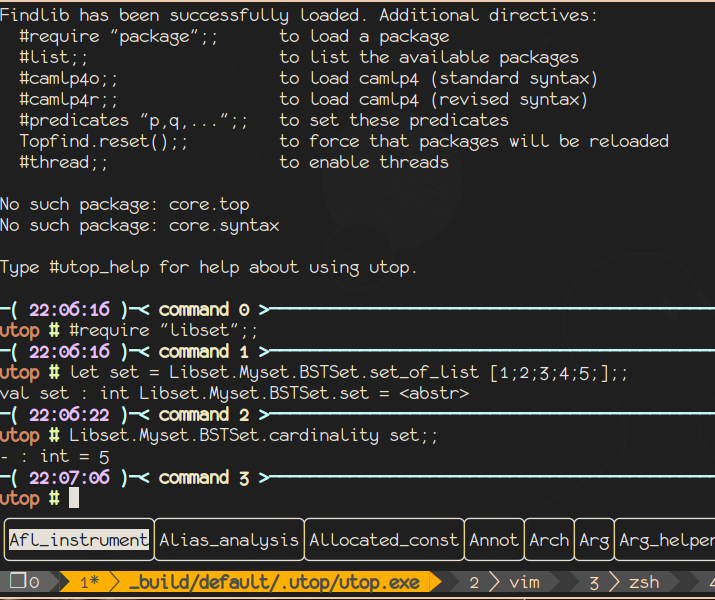 Findlib has been successfully loaded. Additional directives:
  #require "package";;      to load a package
  #list;;                   to list the available packages
  #camlp4o;;                to load camlp4 (standard syntax)
  #camlp4r;;                to load camlp4 (revised syntax)
  #predicates "p,q,...";;   to set these predicates
  Topfind.reset();;         to force that packages will be reloaded
  #thread;;                 to enable threads
No such package: core.top
No such package: core.syntax
Type #utop_help for help about using utop.
─( 22:06:16 )─< command 0 >─
utop # #require "libset";;
─( 22:06:16 )─< command 1 >─
utop # let set = Libset.Myset.BSTSet.set_of_list [1;2;3;4;5;];;
val set : int Libset.Myset.BSTSet.set = <abstr>
─( 22:06:22 )─< command 2 >─
utop # Libset.Myset.BSTSet.cardinality set;;
- : int = 5
─( 22:07:06 )─< command 3 >─
utop #
Afl_instrument Alias_analysis Allocated_const Annot Arch Arg Arg_helper
0 1* _build/default/.utop/utop.exe 2 vim 3 zsh 4